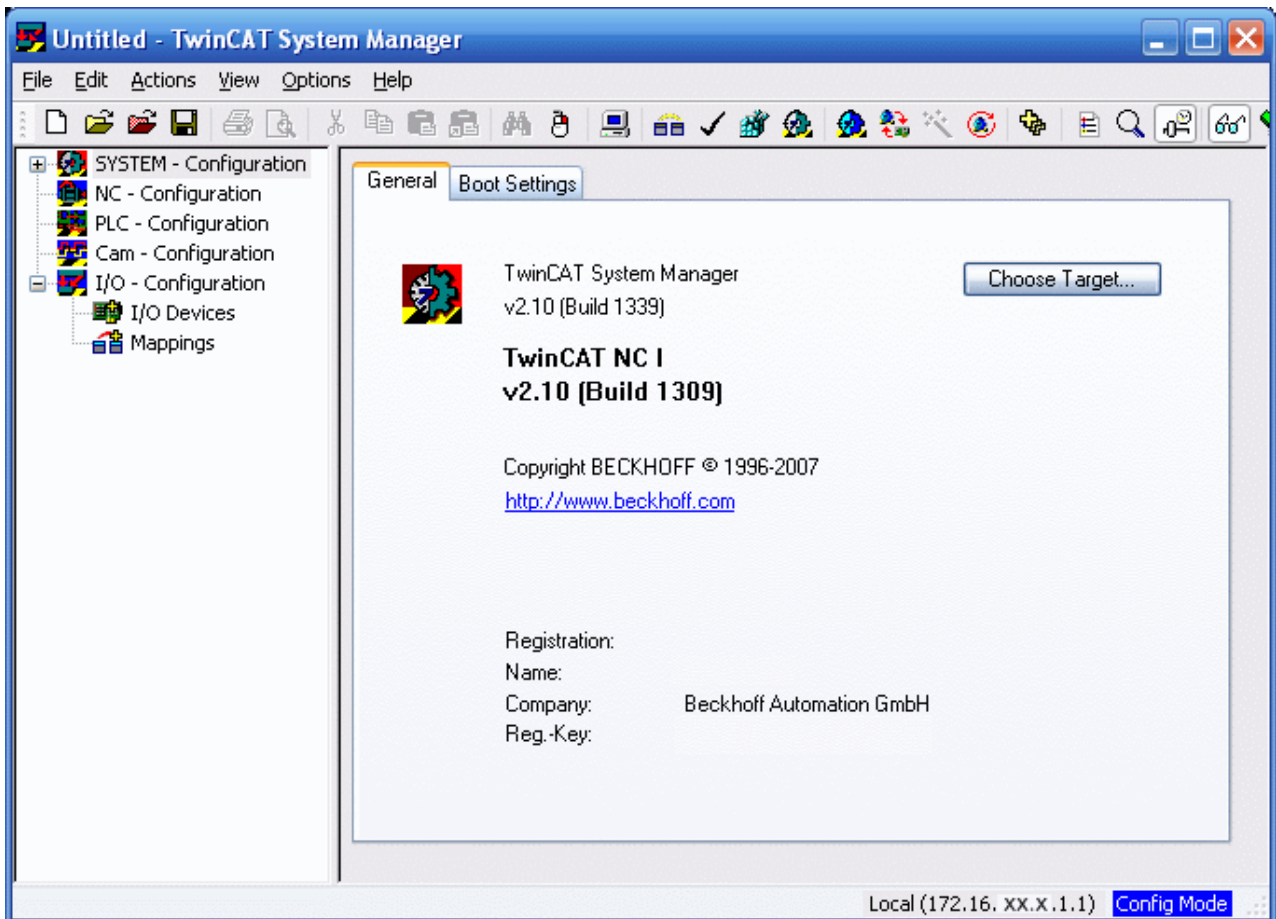 Untitled - TwinCAT System Manager
File Edit Actions View Options Help
SYSTEM - Configuration
NC - Configuration
PLC - Configuration
Cam - Configuration
I/O - Configuration
I/O Devices
Mappings
General Boot Settings
TwinCAT System Manager
v2.10 (Build 1339)
Choose Target...
TwinCAT NC I
v2.10 (Build 1309)
Copyright BECKHOFF © 1996-2007
http://www.beckhoff.com
Registration:
Name:
Company: Beckhoff Automation GmbH
Reg.-Key:
Local (172.16. xx.x .1.1) Config Mode